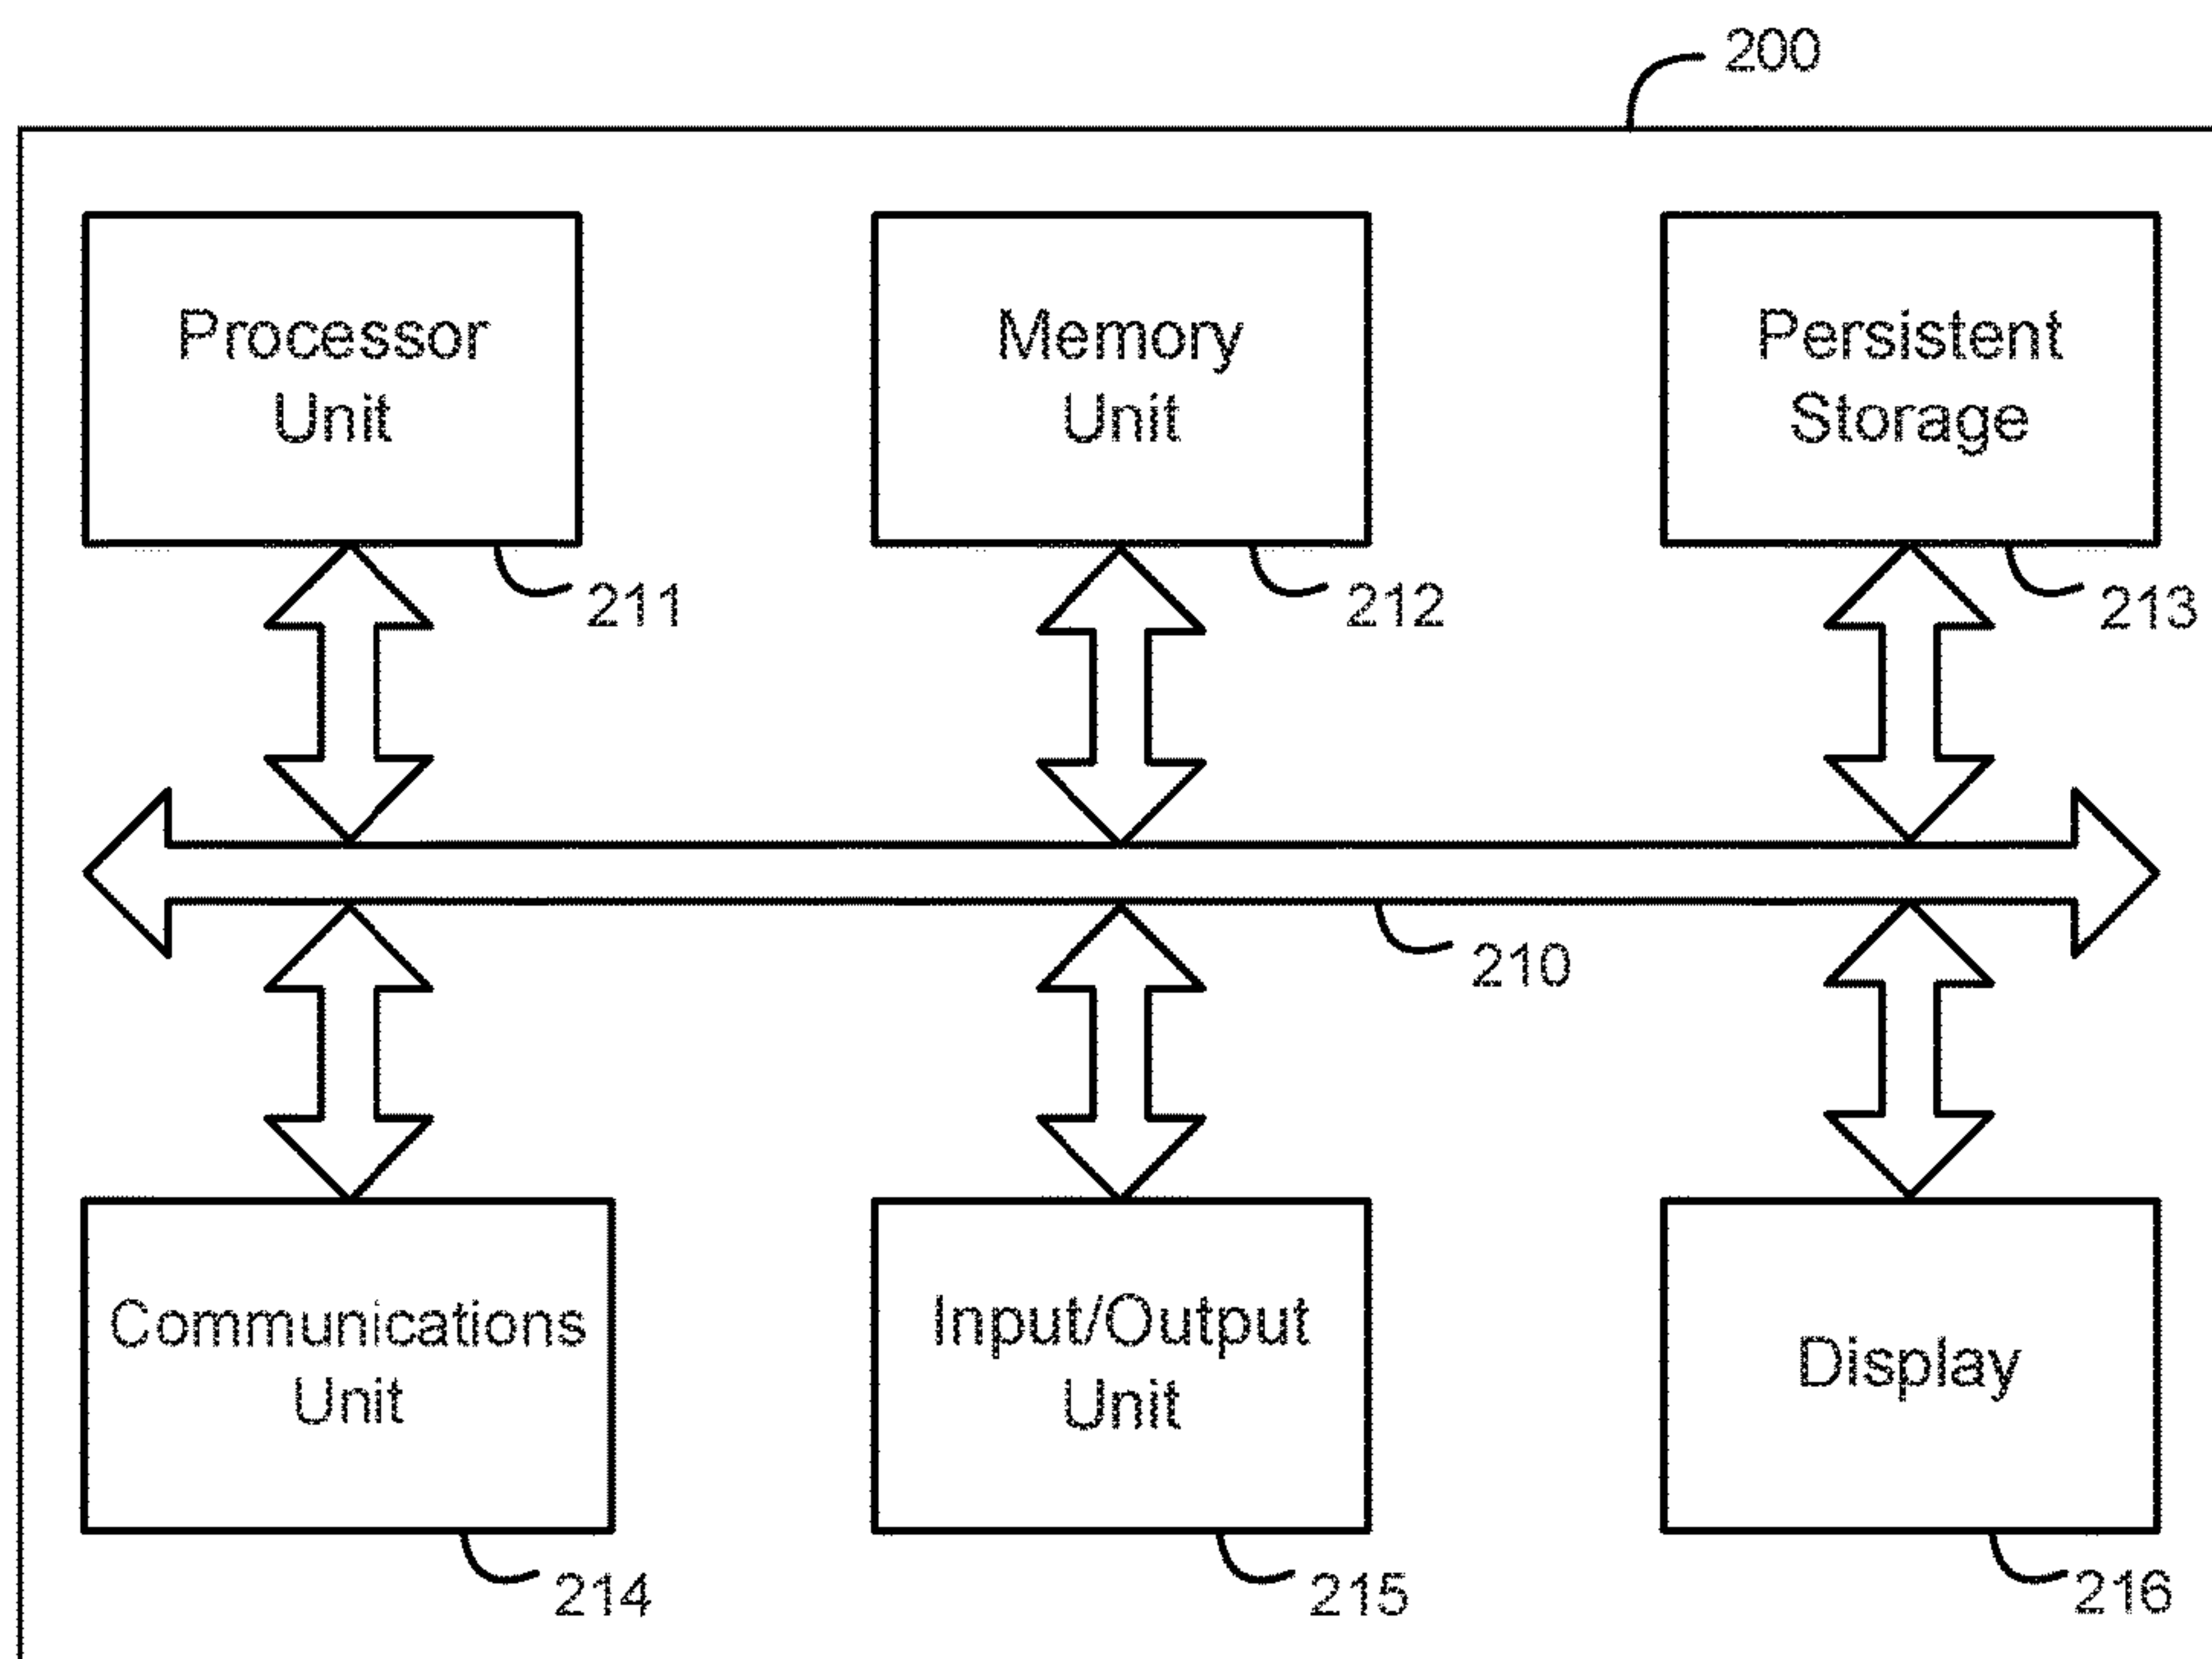 200
Processor
Unit
Memory
Unit
Persistent
Storage
211
212
213
210
Communications
Unit
Input/Output
Unit
Display
214
215
216